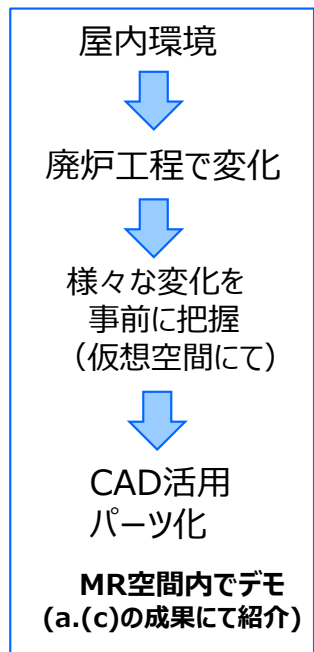 屋内環境
廃炉工程で変化
様々な変化を
事前に把握
（仮想空間にて）
CAD活用
パーツ化
MR空間内でデモ
(a.(c)の成果にて紹介)